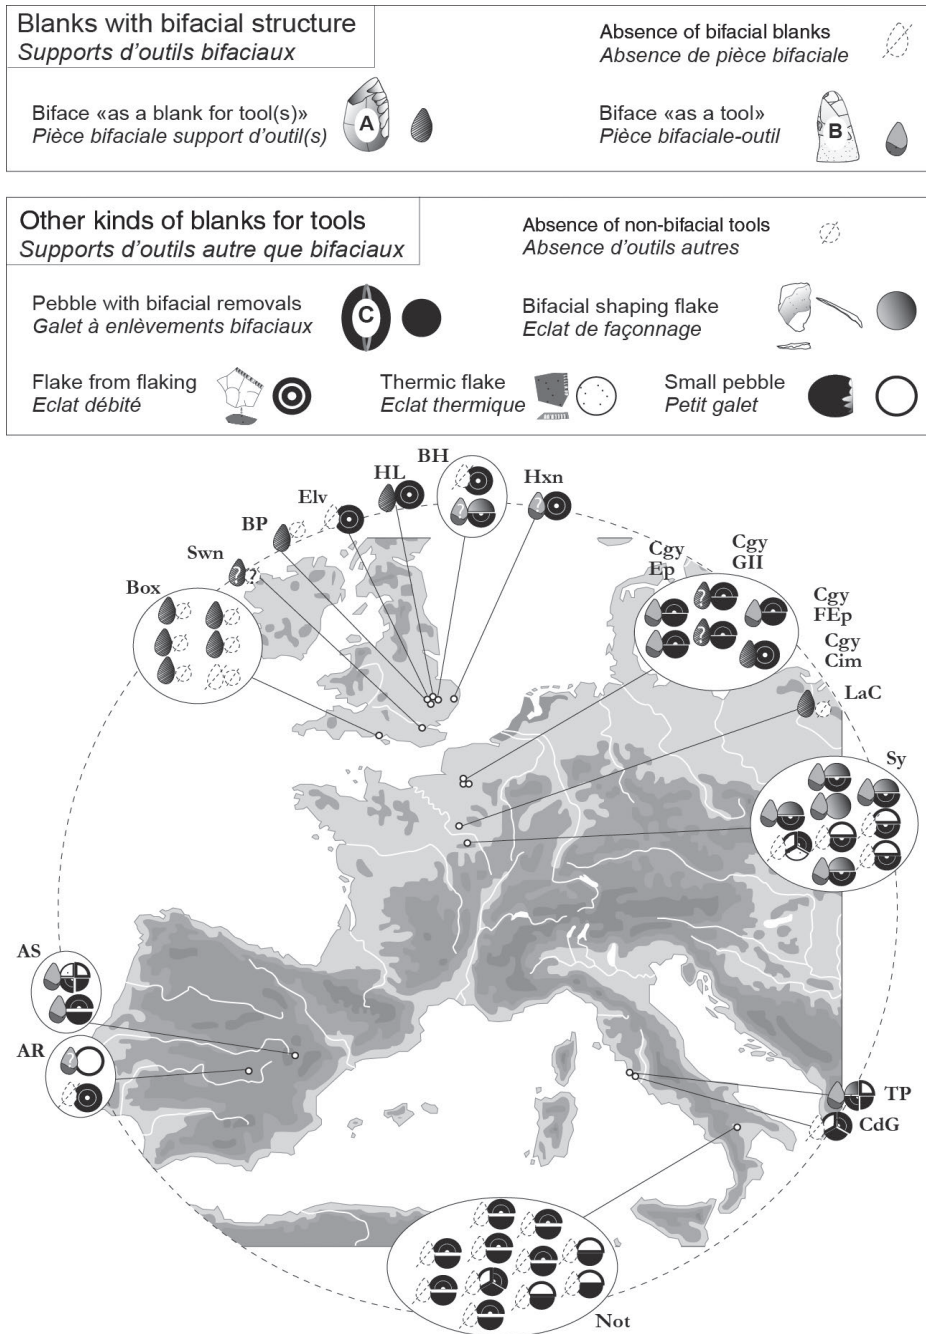 Blanks with bifacial structure
Supports d'outils bifaciaux
Absence of bifacial blanks
Absence de pièce bifaciale
Biface «as a blank for tool(s)»
Pièce bifaciale support d'outil(s)
A
Biface «as a tool»
Pièce bifaciale-outil
B
Other kinds of blanks for tools
Supports d'outils autre que bifaciaux
Absence of non-bifacial tools
Absence d'outils autres
Pebble with bifacial removals
Galet à enlèvements bifaciaux
C
Bifacial shaping flake
Eclat de façonnage
Flake from flaking
Eclat débité
Thermic flake
Eclat thermique
Small pebble
Petit galet
BH
HL
Hxn
Elv
BP
Swn
Box
Cgy
Ep
Cgy
GII
Cgy
FEp
Cgy
Cim
LaC
Sy
AS
AR
TP
CdG
Not
?
?
?
?
?
?
?